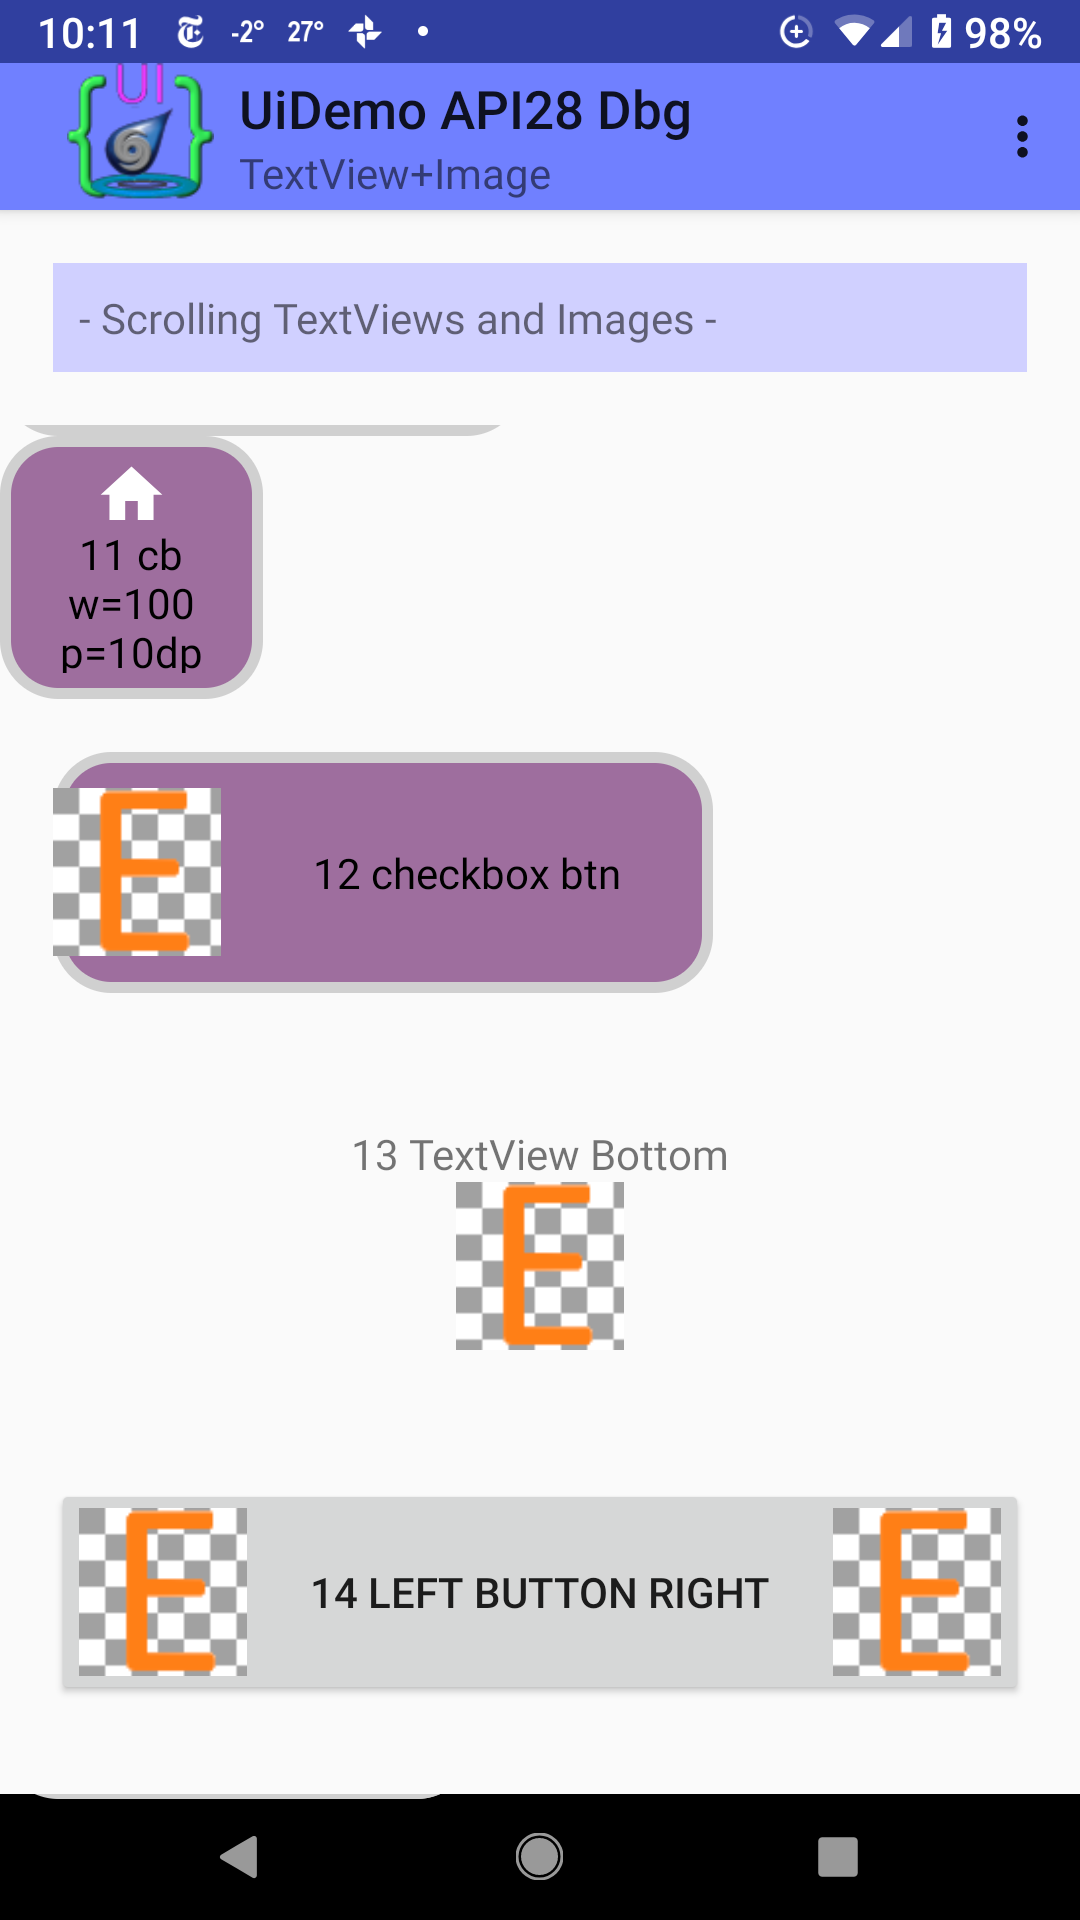 10:11 -2° 27° 98%
UI
UiDemo API28 Dbg
TextView+Image
- Scrolling TextViews and Images -
11 cb
w=100
p=10dp
E
12 checkbox btn
13 TextView Bottom
E
E 14 LEFT BUTTON RIGHT E